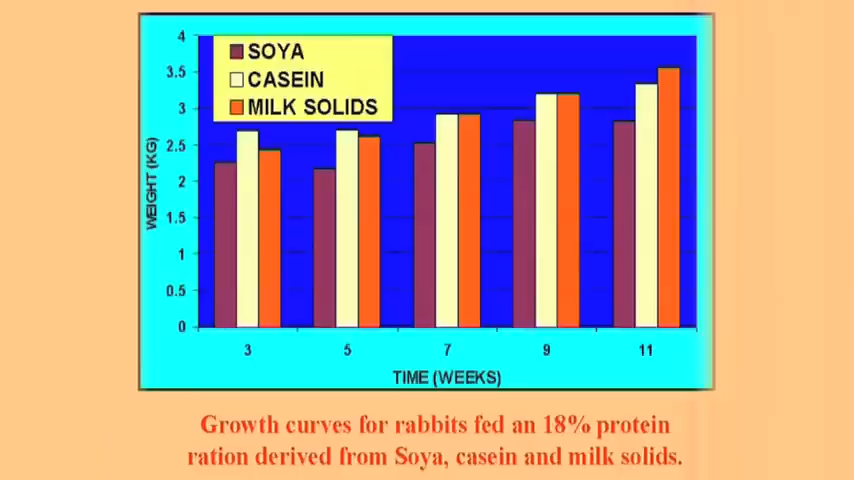 SOYA
CASEIN
MILK SOLIDS
4
3.5
3
2.5
2
1.5
1
0.5
0
WEIGHT (KG)
3 5 7 9 11
TIME (WEEKS)
Growth curves for rabbits fed an 18% protein
ration derived from Soya, casein and milk solids.